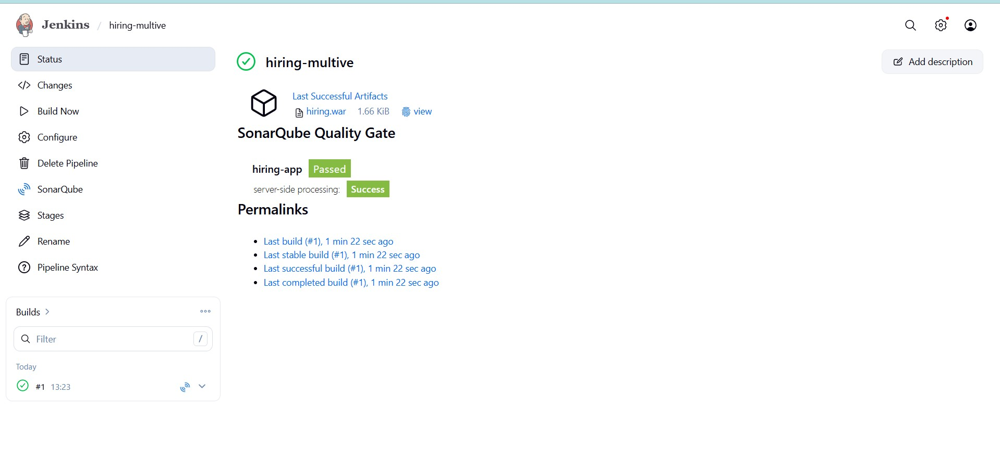 Jenkins / hiring-multive
Status
Changes
Build Now
Configure
Delete Pipeline
SonarQube
Stages
Rename
Pipeline Syntax
Builds
Filter /
Today
#1 13:23
hiring-multive
Add description
Last Successful Artifacts
hiring.war 1.66 KiB view
SonarQube Quality Gate
hiring-app Passed
server-side processing: Success
Permalinks
Last build (#1), 1 min 22 sec ago
Last stable build (#1), 1 min 22 sec ago
Last successful build (#1), 1 min 22 sec ago
Last completed build (#1), 1 min 22 sec ago